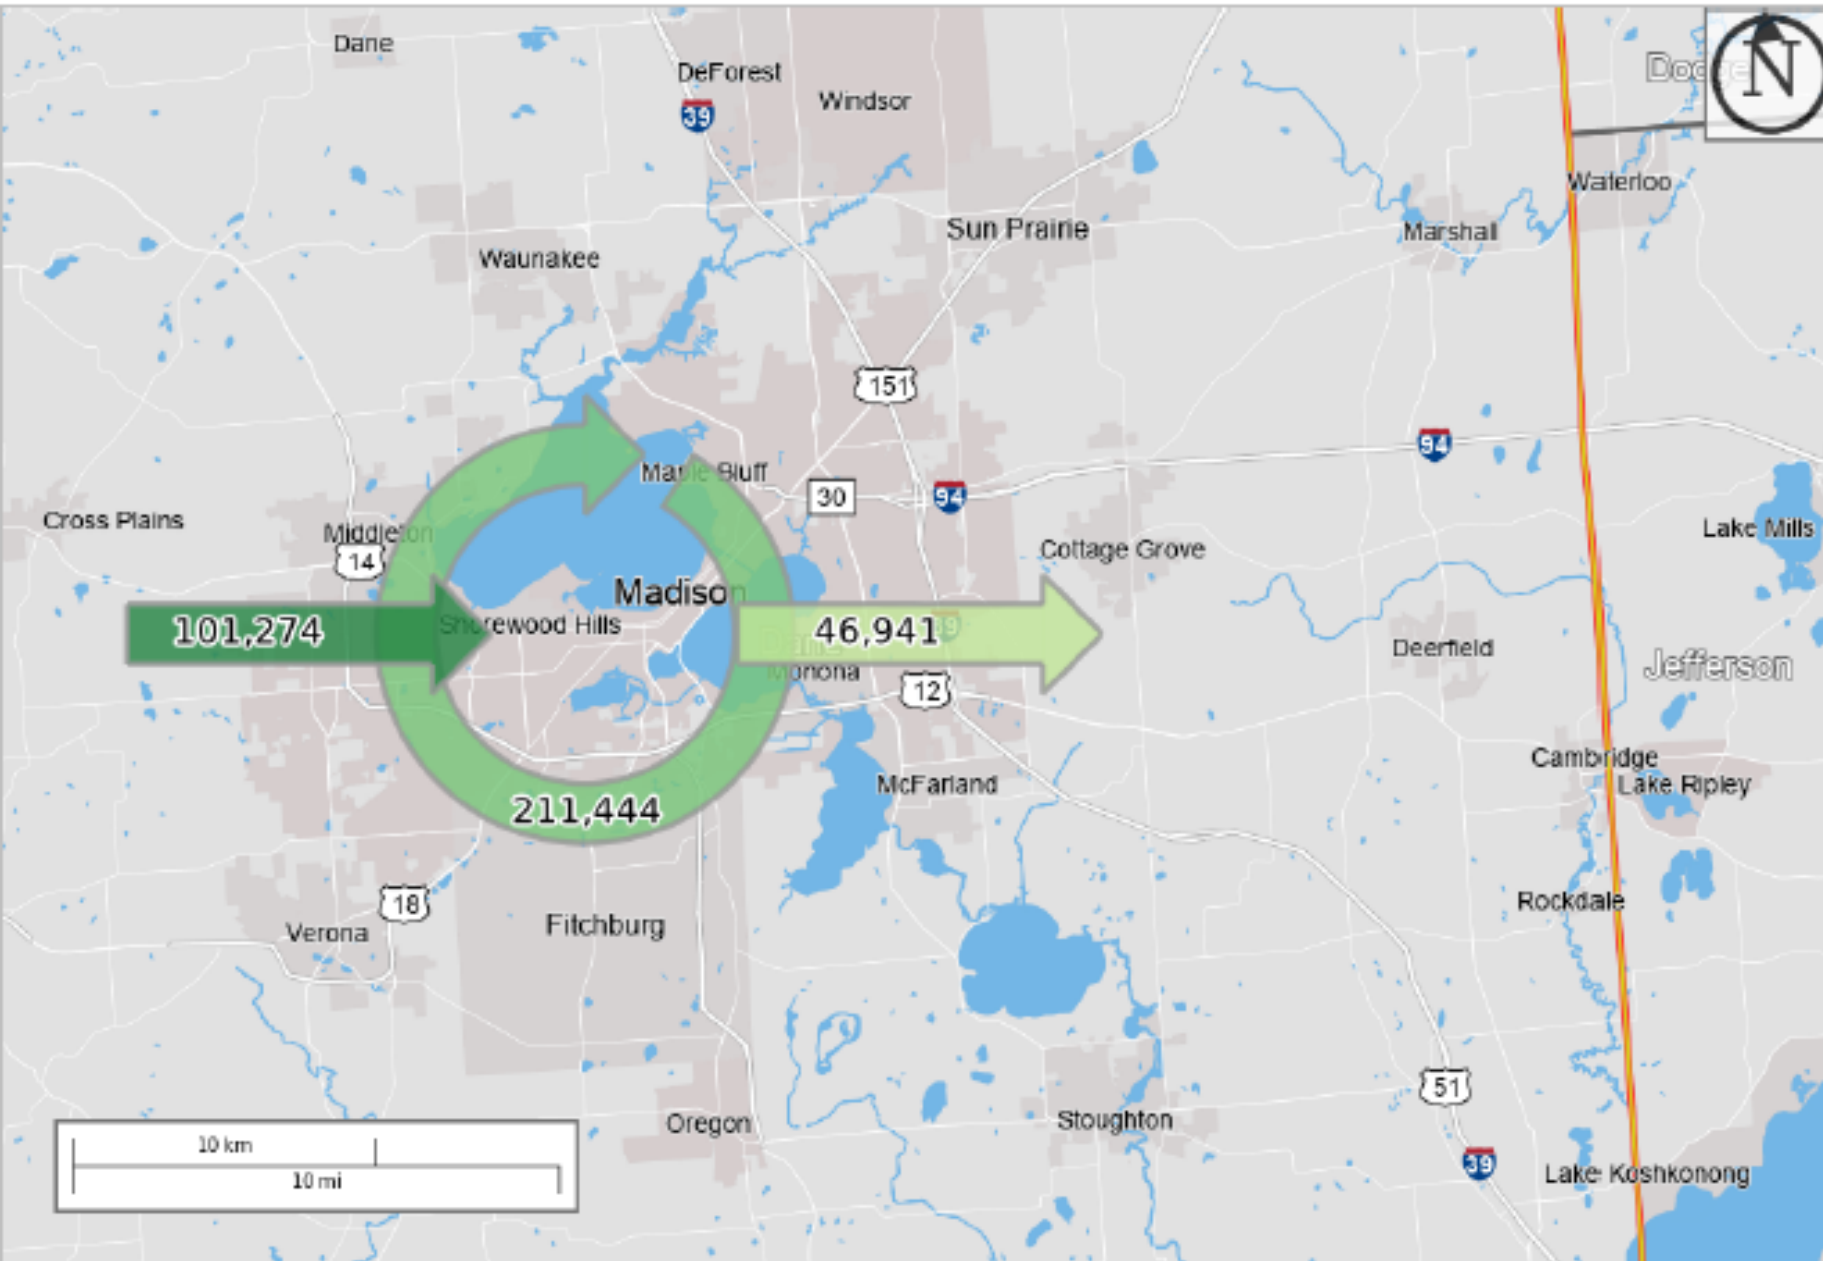 Dane
DeForest
39
Windsor
N
Waterloo
Sun Prairie
Marshall
Waunakee
151
94
Maple Bluff
30
94
Cross Plains
Middleton
14
Lake Mills
Cottage Grove
Madison
101,274
Shorewood Hills
46,941
Dane
Monona
Deerfield
Jefferson
12
Cambridge
Lake Ripley
McFarland
211,444
18
Verona
Fitchburg
Rockdale
51
Oregon
Stoughton
10 km
10 mi
39
Lake Koshkonong